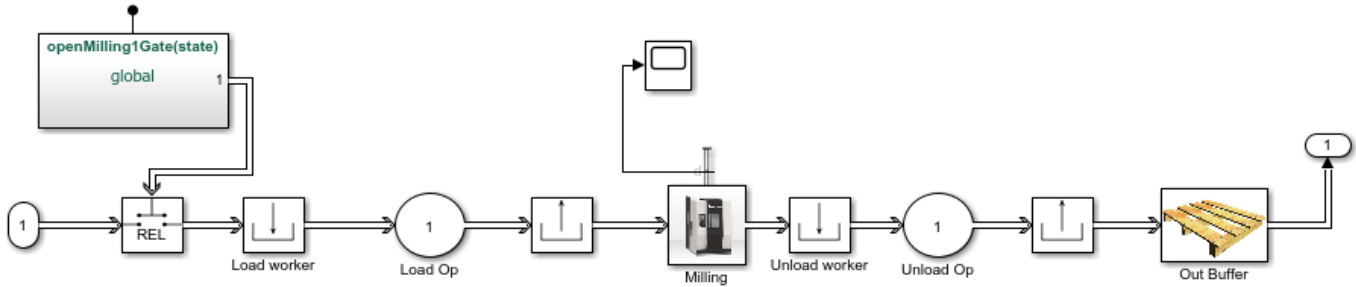 openMilling1Gate(state)
global
1
1
REL
Load worker
1
Load Op
d
Milling
Unload worker
1
Unload Op
Out Buffer
1